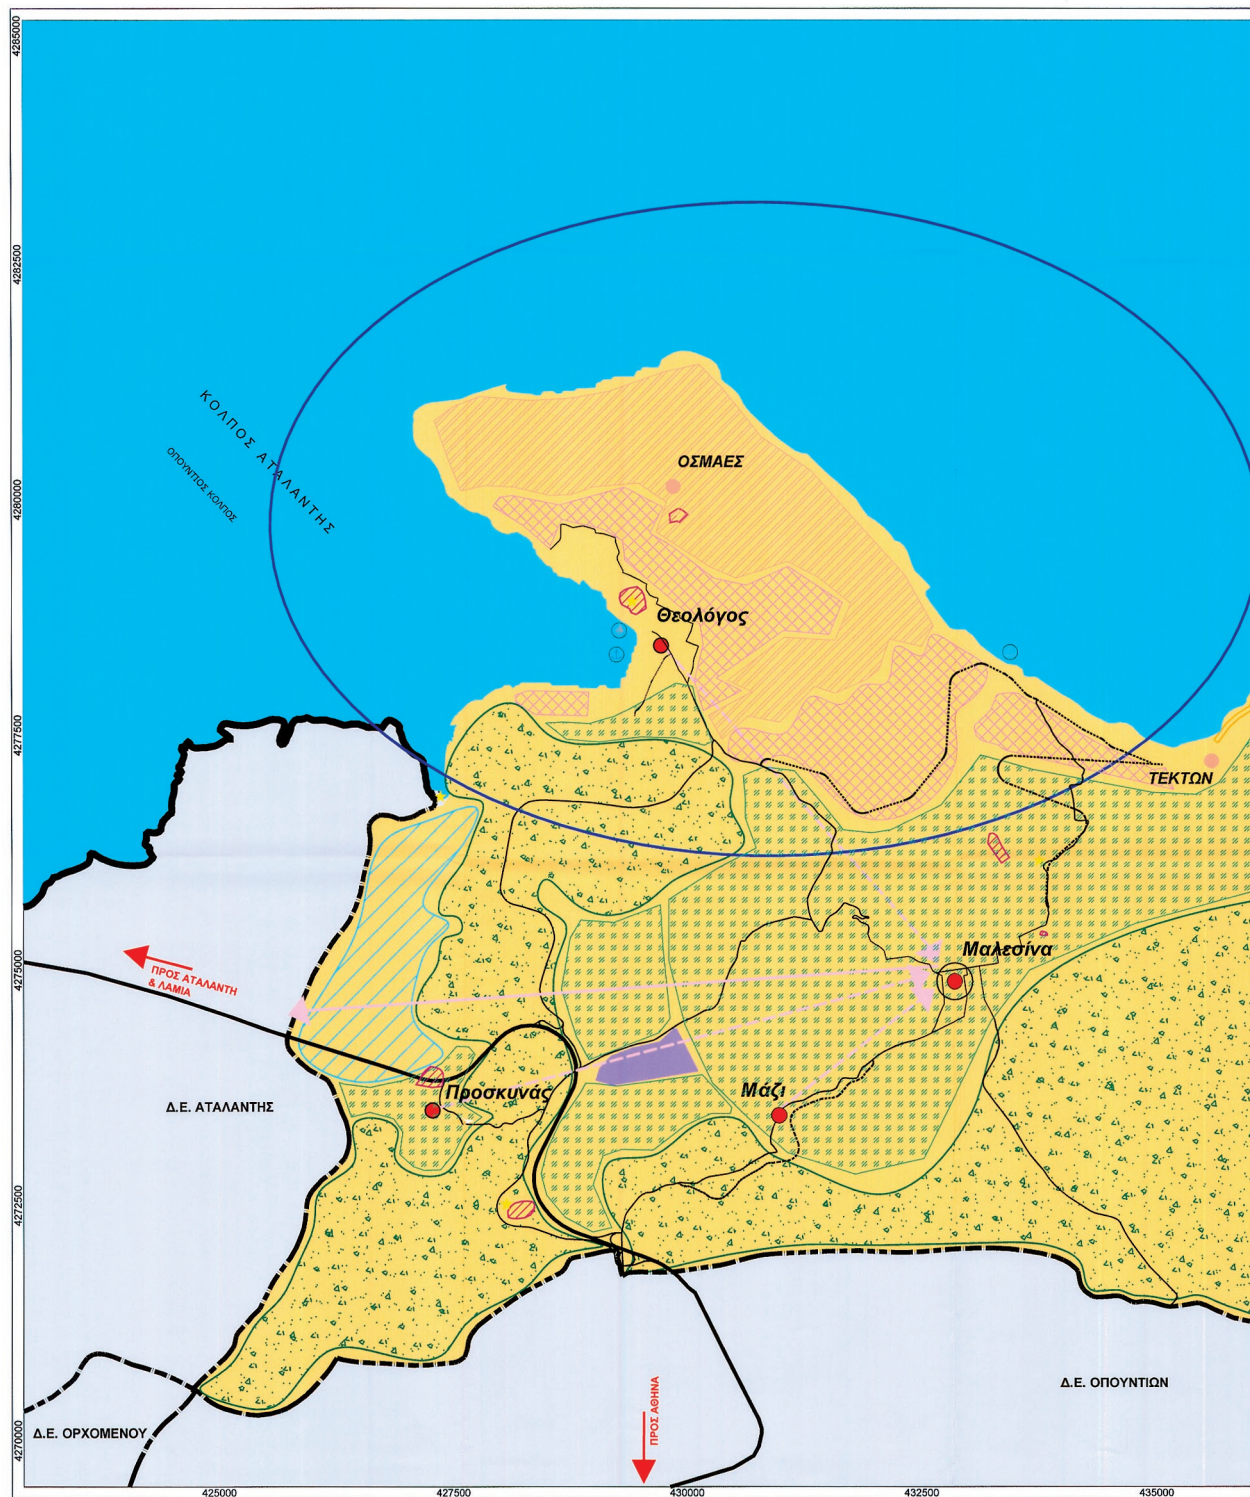 4285000
4282500
ΚΟΛΠΟΣ ΑΤΑΛΑΝΤΗΣ
ΟΠΟΥΝΤΙΟΣ ΚΟΛΠΟΣ
ΟΣΜΑΕΣ
4280000
Θεολόγος
4277500
ΤΕΚΤΩΝ
Μαλεσίνα
4275000
ΠΡΟΣ ΑΤΑΛΑΝΤΗ
& ΛΑΜΙΑ
Προσκυνάς
Μάζι
Δ.Ε. ΑΤΑΛΑΝΤΗΣ
4272500
Δ.Ε. ΟΠΟΥΝΤΙΩΝ
ΠΡΟΣ ΑΘΗΝΑ
Δ.Ε. ΟΡΧΟΜΕΝΟΥ
4270000
425000
427500
430000
432500
435000